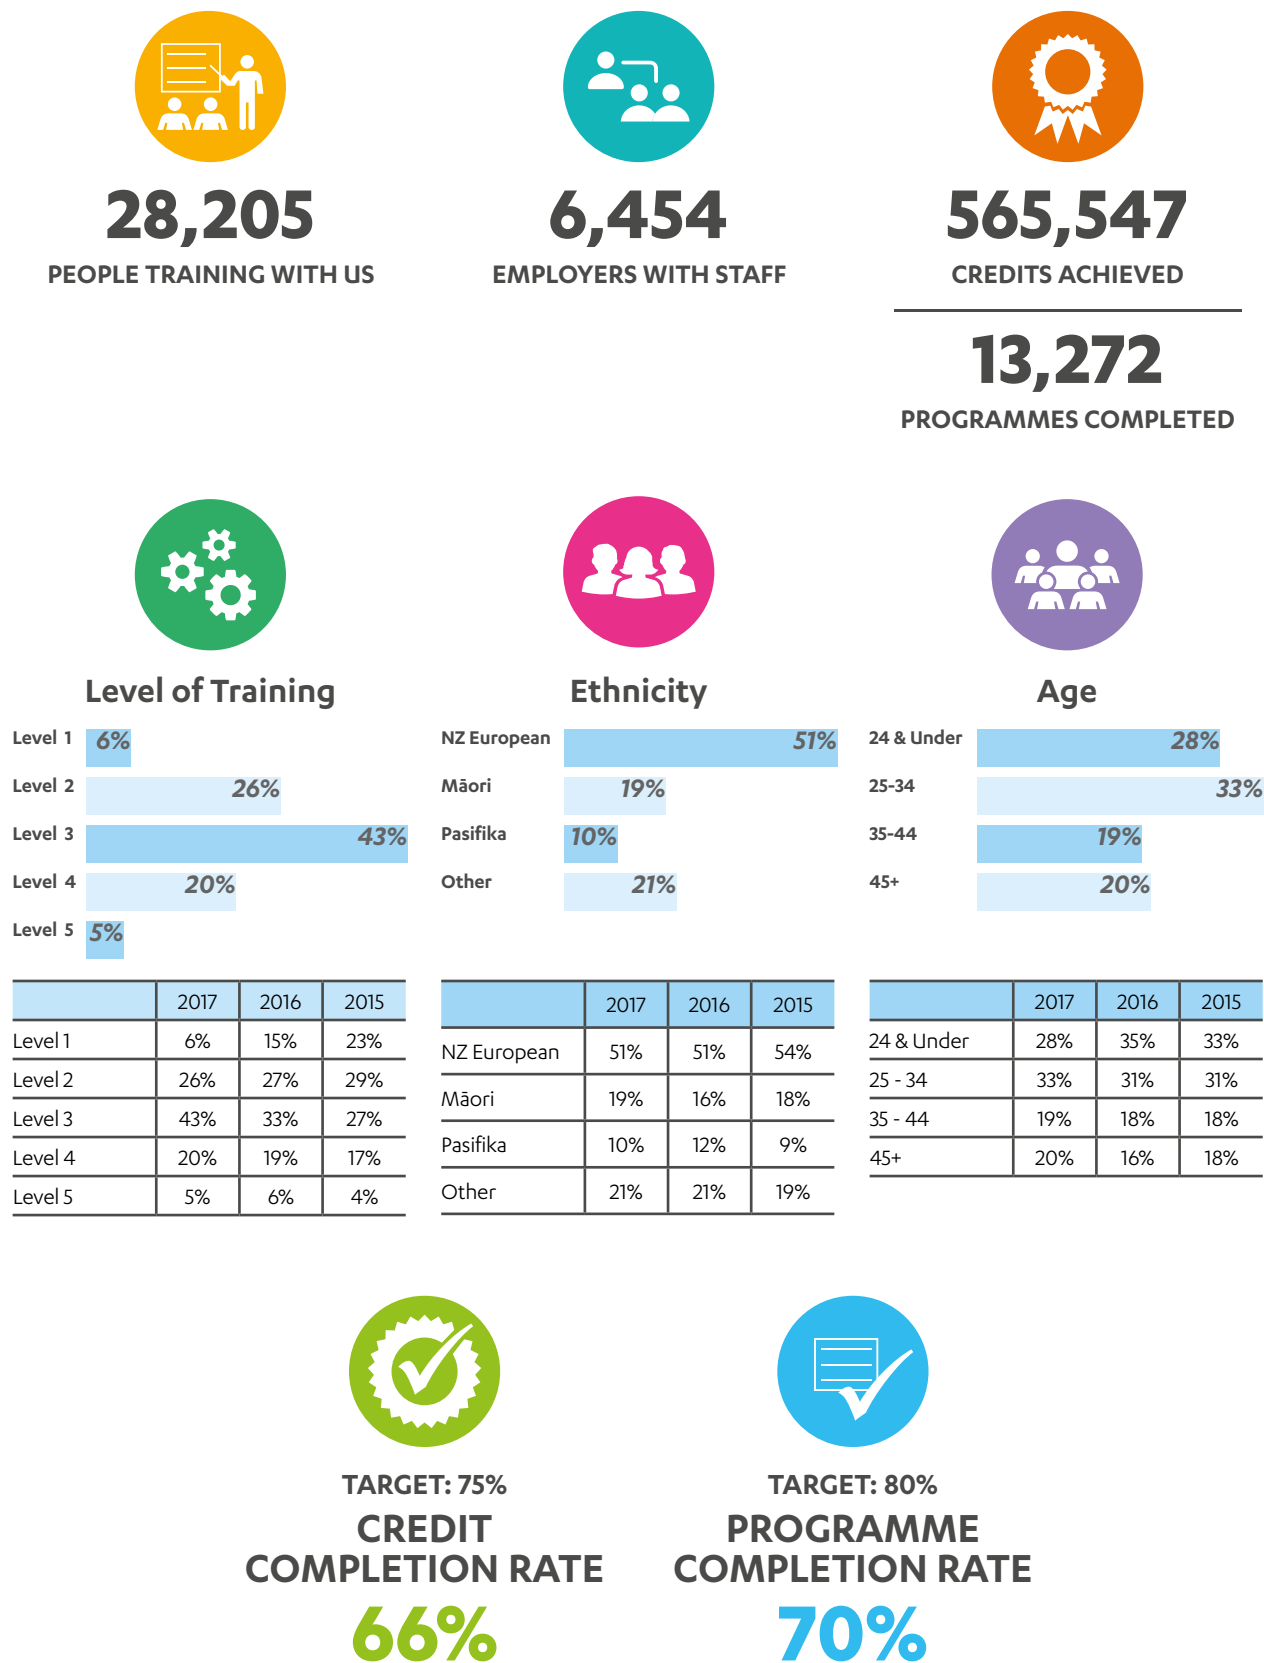 28,205
PEOPLE TRAINING WITH US
6,454
EMPLOYERS WITH STAFF
565,547
CREDITS ACHIEVED
13,272
PROGRAMMES COMPLETED
Level of Training
Level 1 6%
Level 2 26%
Level 3 43%
Level 4 20%
Level 5 5%
Ethnicity
NZ European 51%
Māori 19%
Pasifika 10%
Other 21%
Age
24 & Under 28%
25-34 33%
35-44 19%
45+ 20%
2017 2016 2015
Level 1 6% 15% 23%
Level 2 26% 27% 29%
Level 3 43% 33% 27%
Level 4 20% 19% 17%
Level 5 5% 6% 4%
2017 2016 2015
NZ European 51% 51% 54%
Māori 19% 16% 18%
Pasifika 10% 12% 9%
Other 21% 21% 19%
2017 2016 2015
24 & Under 28% 35% 33%
25 - 34 33% 31% 31%
35 - 44 19% 18% 18%
45+ 20% 16% 18%
TARGET: 75%
CREDIT
COMPLETION RATE
66%
TARGET: 80%
PROGRAMME
COMPLETION RATE
70%